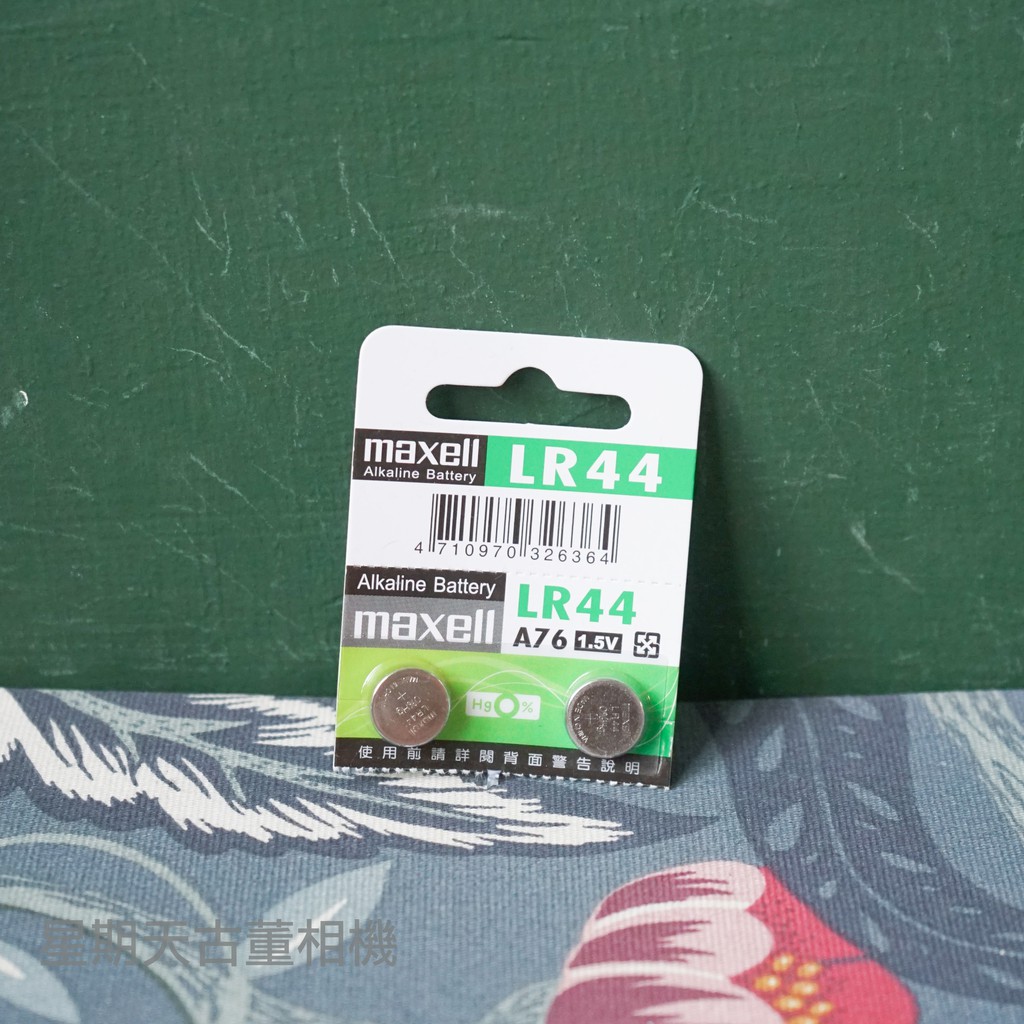 maxell
Alkaline Battery
LR44
4 710970 326364
Alkaline Battery
maxell
LR44
A76 1.5V
Hg 0%
使用前請詳閱背面警告說明
星期天古董相機